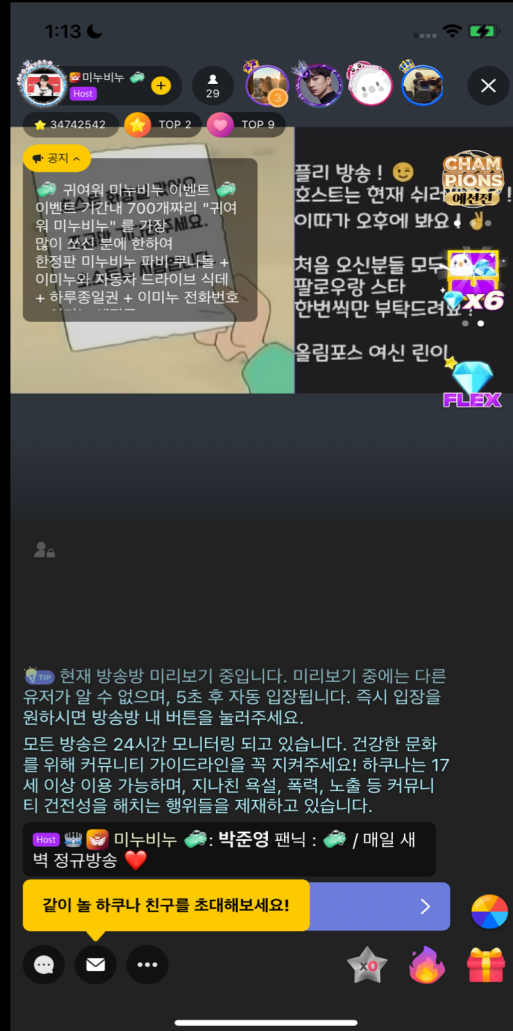 1:13
미누비누
Host
29
3
34742542
TOP 2
TOP 9
공지
귀여워 미누비누 이벤트
이벤트 기간내 700개짜리 "귀여
워 미누비누" 를 가장
많이 쏘신 분에 한하여
한정판 미누비누 파비 쿠나돌 +
이미누와 자동차 드라이브 식데
+ 하루종일권 + 이미누 전화번호
플리 방송 !
호스트는 현재 쉬러 !
이따가 오후에 봐요!
처음 오신분들 모두
팔로우랑 스타
한번씩만 부탁드려요!
올림포스 여신 린이
CHAM
PIONS
예선전
x6
FLEX
TIP 현재 방송방 미리보기 중입니다. 미리보기 중에는 다른
유저가 알 수 없으며, 5초 후 자동 입장됩니다. 즉시 입장을
원하시면 방송방 내 버튼을 눌러주세요.
모든 방송은 24시간 모니터링 되고 있습니다. 건강한 문화
를 위해 커뮤니티 가이드라인을 꼭 지켜주세요! 하쿠나는 17
세 이상 이용 가능하며, 지나친 욕설, 폭력, 노출 등 커뮤니
티 건전성을 해치는 행위들을 제재하고 있습니다.
Host 미누비누 : 박준영 팬닉 : / 매일 새
벽 정규방송
같이 놀 하쿠나 친구를 초대해보세요!
x0